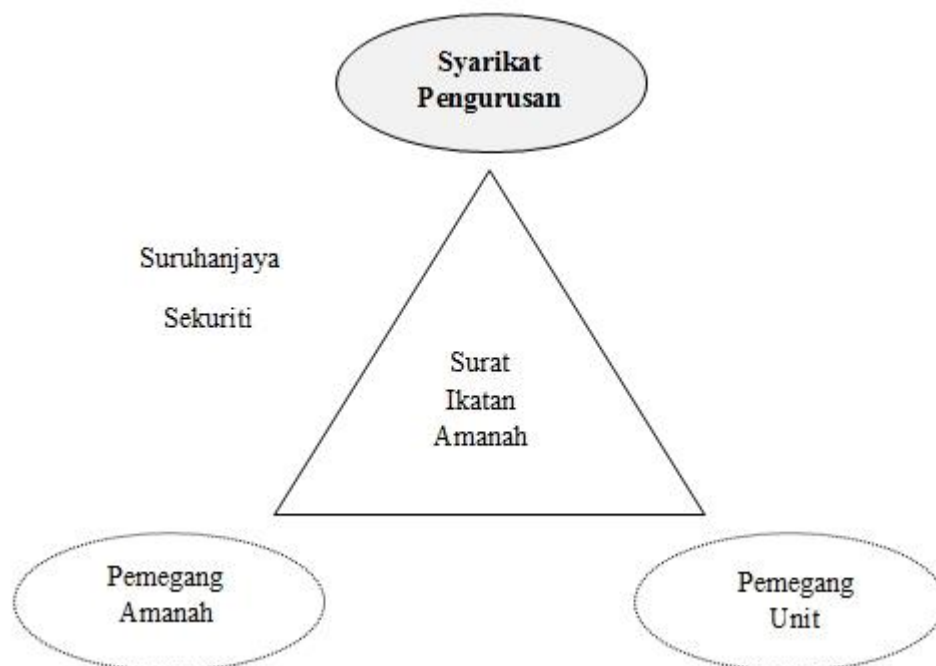 Syarikat
Pengurusan
Suruhanjaya
Sekuriti
Surat
Ikatan
Amanah
Pemegang
Amanah
Pemegang
Unit